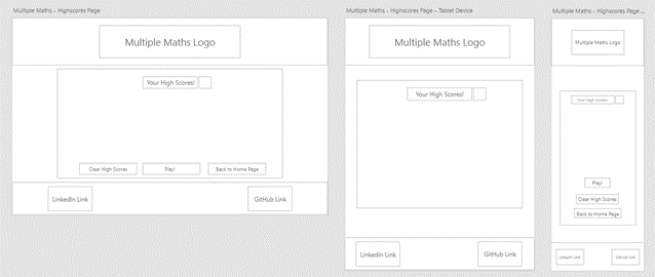 Multiple Maths - Highscores Page
Multiple Maths Logo
Your High Scores!
Clear High Scores
Play!
Back to Home Page
LinkedIn Link
GitHub Link
Multiple Maths - Highscores Page - Tablet Device
Multiple Maths Logo
Your High Scores!
LinkedIn Link
GitHub Link
Multiple Maths - Highscores Page ...
Multiple Maths Logo
Your High Scores!
Play!
Clear High Scores
Back to Home Page
LinkedIn Link
GitHub Link